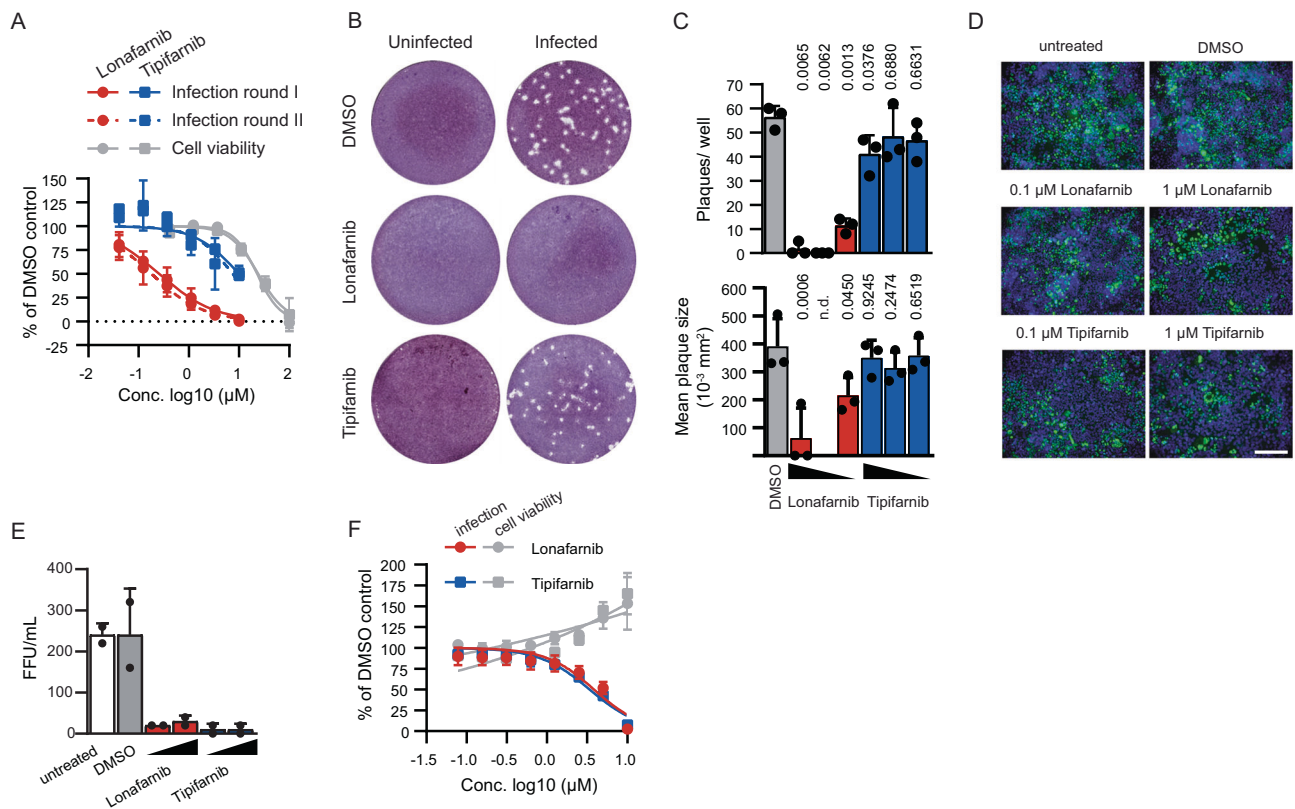 A
Lonafarnib
Tipifarnib
Infection round I
Infection round II
Cell viability
% of DMSO control
150
125
100
75
50
25
0
-25
-2
-1
0
1
2
Conc. log10 (µM)
B
Uninfected
Infected
DMSO
Lonafarnib
Tipifarnib
C
0.0065
0.0062
0.0013
0.0376
0.6880
0.6631
Plaques/ well
70
60
50
40
30
20
10
0
0.0006
n.d.
0.0450
0.9245
0.2474
0.6519
Mean plaque size
(10⁻³ mm²)
600
400
300
200
100
DMSO
Lonafarnib
Tipifarnib
D
untreated
DMSO
0.1 µM Lonafarnib
1 µM Lonafarnib
0.1 µM Tipifarnib
1 µM Tipifarnib
E
FFU/mL
400
300
200
100
0
untreated
DMSO
Lonafarnib
Tipifarnib
F
infection
cell viability
Lonafarnib
Tipifarnib
% of DMSO control
200
175
150
125
100
75
50
25
0
-1.5
-1.0
-0.5
0.0
0.5
1.0
Conc. log10 (µM)